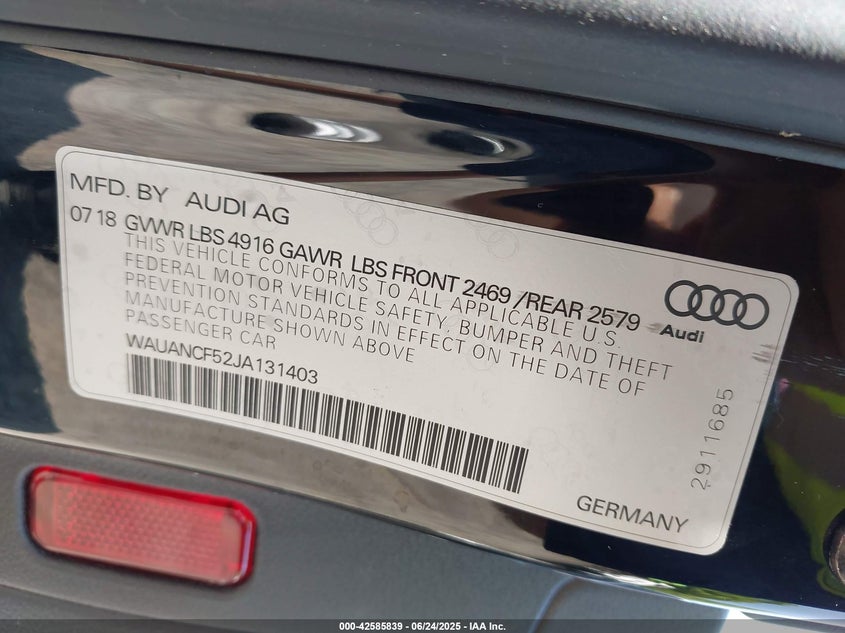 MFD. BY AUDI AG
07 18 GVWR LBS 4916 GAWR LBS FRONT 2469 /REAR 2579
THIS VEHICLE CONFORMS TO ALL APPLICABLE U.S.
FEDERAL MOTOR VEHICLE SAFETY, BUMPER AND THEFT
PREVENTION STANDARDS IN EFFECT ON THE DATE OF
MANUFACTURE SHOWN ABOVE
PASSENGER CAR
WAUANCF52JA131403
Audi
2911685
GERMANY
000-42585839 - 06/24/2025 - IAA Inc.